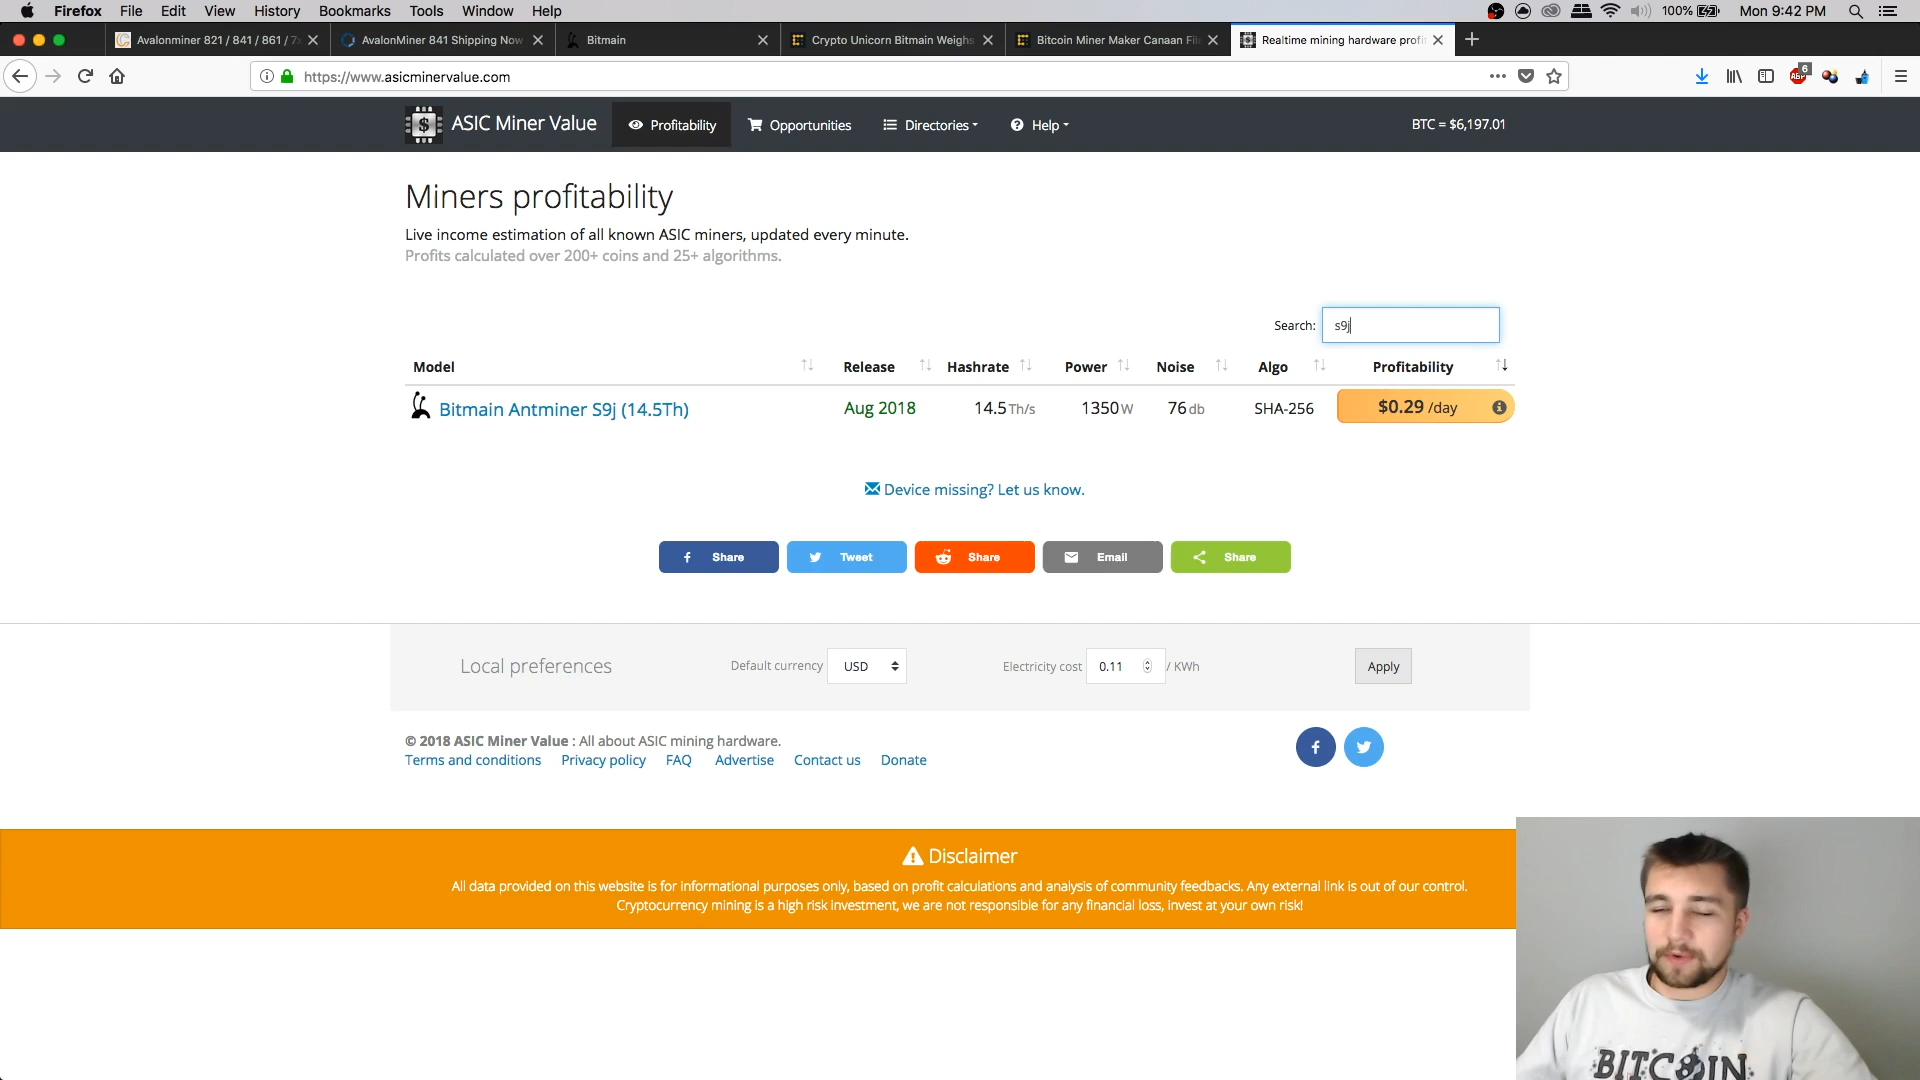 Firefox File Edit View History Bookmarks Tools Window Help 100% Mon 9:42 PM
Avalonminer 821 / 841 / 861 / 7 AvalonMiner 841 Shipping Now Bitmain Crypto Unicorn Bitmain Weighs Bitcoin Miner Maker Canaan File Realtime mining hardware profi
https://www.asicminervalue.com ABP 6
$ ASIC Miner Value Profitability Opportunities Directories Help BTC = $6,197.01
Miners profitability
Live income estimation of all known ASIC miners, updated every minute.
Profits calculated over 200+ coins and 25+ algorithms.
Search: s9j
Model Release Hashrate Power Noise Algo Profitability
Bitmain Antminer S9j (14.5Th) Aug 2018 14.5 Th/s 1350 W 76 db SHA-256 $0.29 /day
Device missing? Let us know.
Share Tweet Share Email Share
Local preferences Default currency USD Electricity cost 0.11 / KWh Apply
© 2018 ASIC Miner Value : All about ASIC mining hardware.
Terms and conditions Privacy policy FAQ Advertise Contact us Donate
Disclaimer
All data provided on this website is for informational purposes only, based on profit calculations and analysis of community feedbacks. Any external link is out of our control.
Cryptocurrency mining is a high risk investment, we are not responsible for any financial loss, invest at your own risk!
BITCOIN